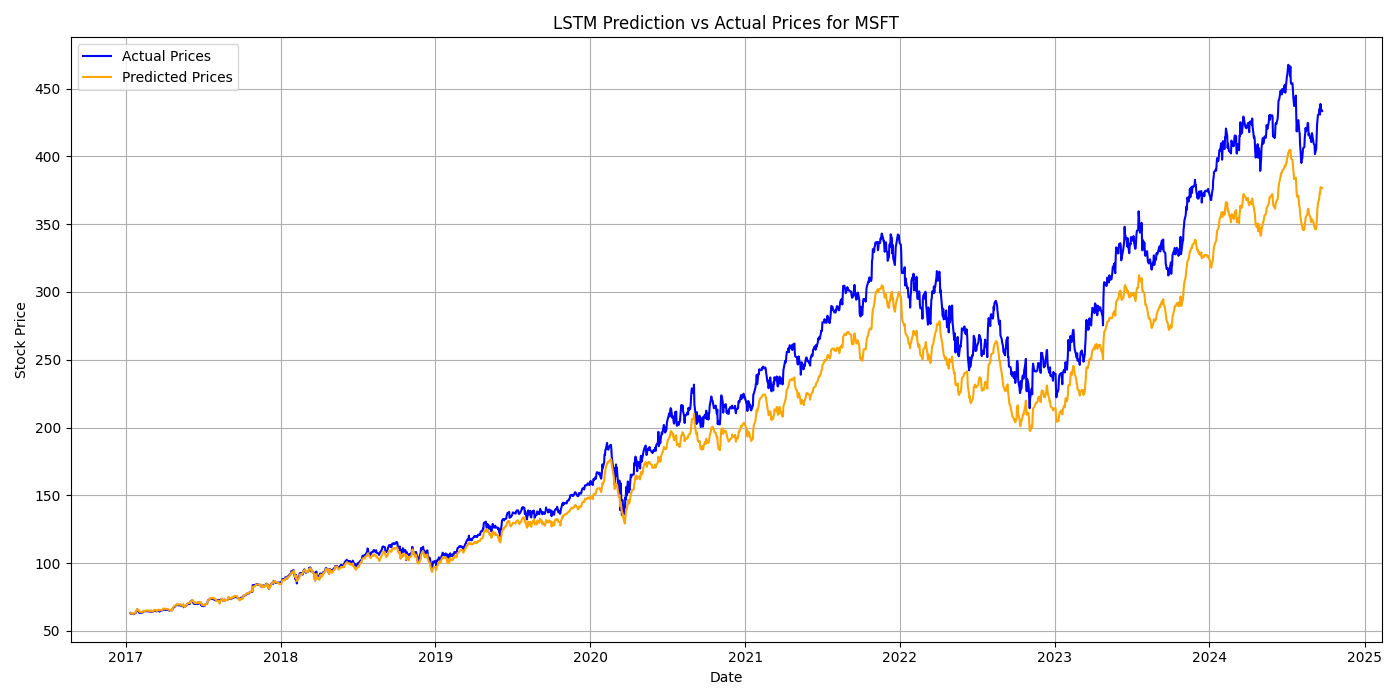 LSTM Prediction vs Actual Prices for MSFT
Actual Prices
Predicted Prices
Stock Price
450
400
350
300
250
200
150
100
50
2017 2018 2019 2020 2021 2022 2023 2024 2025
Date